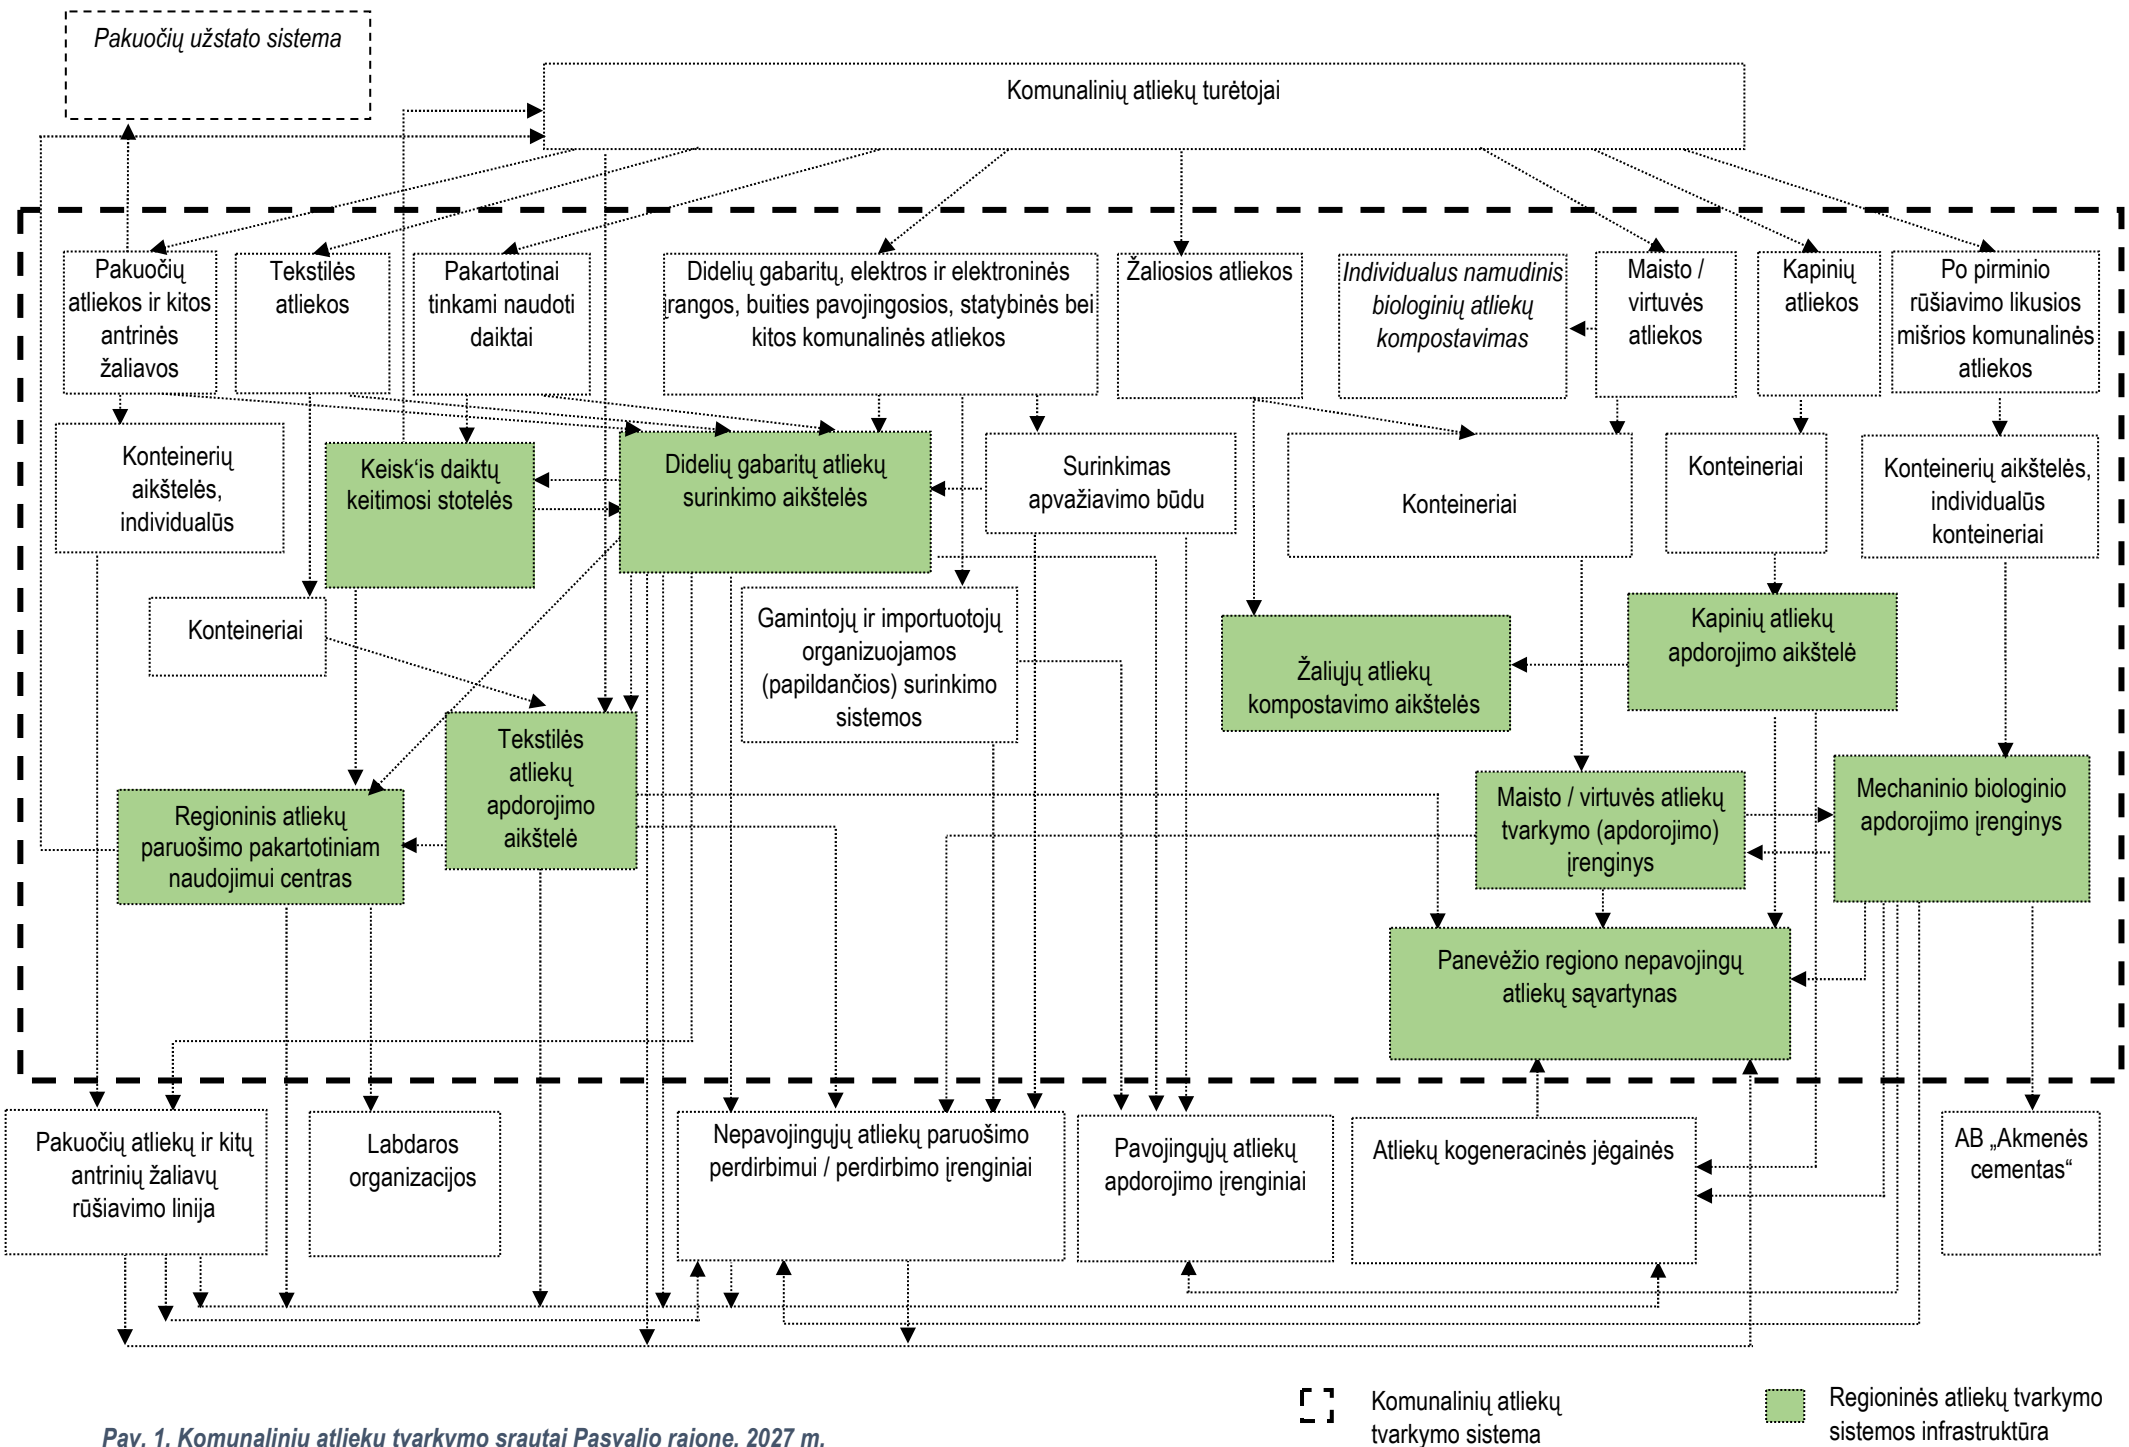 Pakuočių užstato sistema
Komunalinių atliekų turėtojai
Pakuočių
atliekos ir kitos
antrinės
žaliavos
Tekstilės
atliekos
Pakartotinai
tinkami naudoti
daiktai
Didelių gabaritų, elektros ir elektroninės
įrangos, buities pavojingosios, statybinės bei
kitos komunalinės atliekos
Žaliosios atliekos
Individualus namudinis
biologinių atliekų
kompostavimas
Maisto /
virtuvės
atliekos
Kapinių
atliekos
Po pirminio
rūšiavimo likusios
mišrios komunalinės
atliekos
Konteinerių
aikštelės,
individualūs
Keisk‘is daiktų
keitimosi stotelės
Didelių gabaritų atliekų
surinkimo aikštelės
Surinkimas
apvažiavimo būdu
Konteineriai
Konteineriai
Konteinerių aikštelės,
individualūs
konteineriai
Konteineriai
Gamintojų ir importuotojų
organizuojamos
(papildančios) surinkimo
sistemos
Žaliųjų atliekų
kompostavimo aikštelės
Kapinių atliekų
apdorojimo aikštelė
Tekstilės
atliekų
apdorojimo
aikštelė
Regioninis atliekų
paruošimo pakartotiniam
naudojimui centras
Maisto / virtuvės atliekų
tvarkymo (apdorojimo)
įrenginys
Mechaninio biologinio
apdorojimo įrenginys
Panevėžio regiono nepavojingų
atliekų sąvartynas
Pakuočių atliekų ir kitų
antrinių žaliavų
rūšiavimo linija
Labdaros
organizacijos
Nepavojingųjų atliekų paruošimo
perdirbimui / perdirbimo įrenginiai
Pavojingųjų atliekų
apdorojimo įrenginiai
Atliekų kogeneracinės jėgainės
AB „Akmenės
cementas“
Komunalinių atliekų
tvarkymo sistema
Regioninės atliekų tvarkymo
sistemos infrastruktūra
Pav. 1. Komunalinių atliekų tvarkymo srautai Pasvalio rajone, 2027 m.